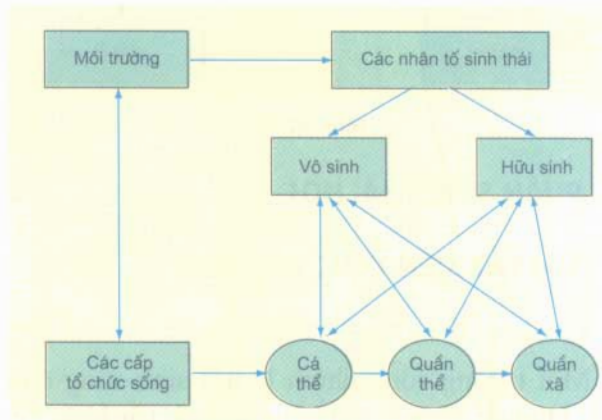 Môi trường
Các nhân tố sinh thái
Vô sinh
Hữu sinh
Các cấp
tổ chức sống
Cá
thể
Quần
thể
Quần
xã